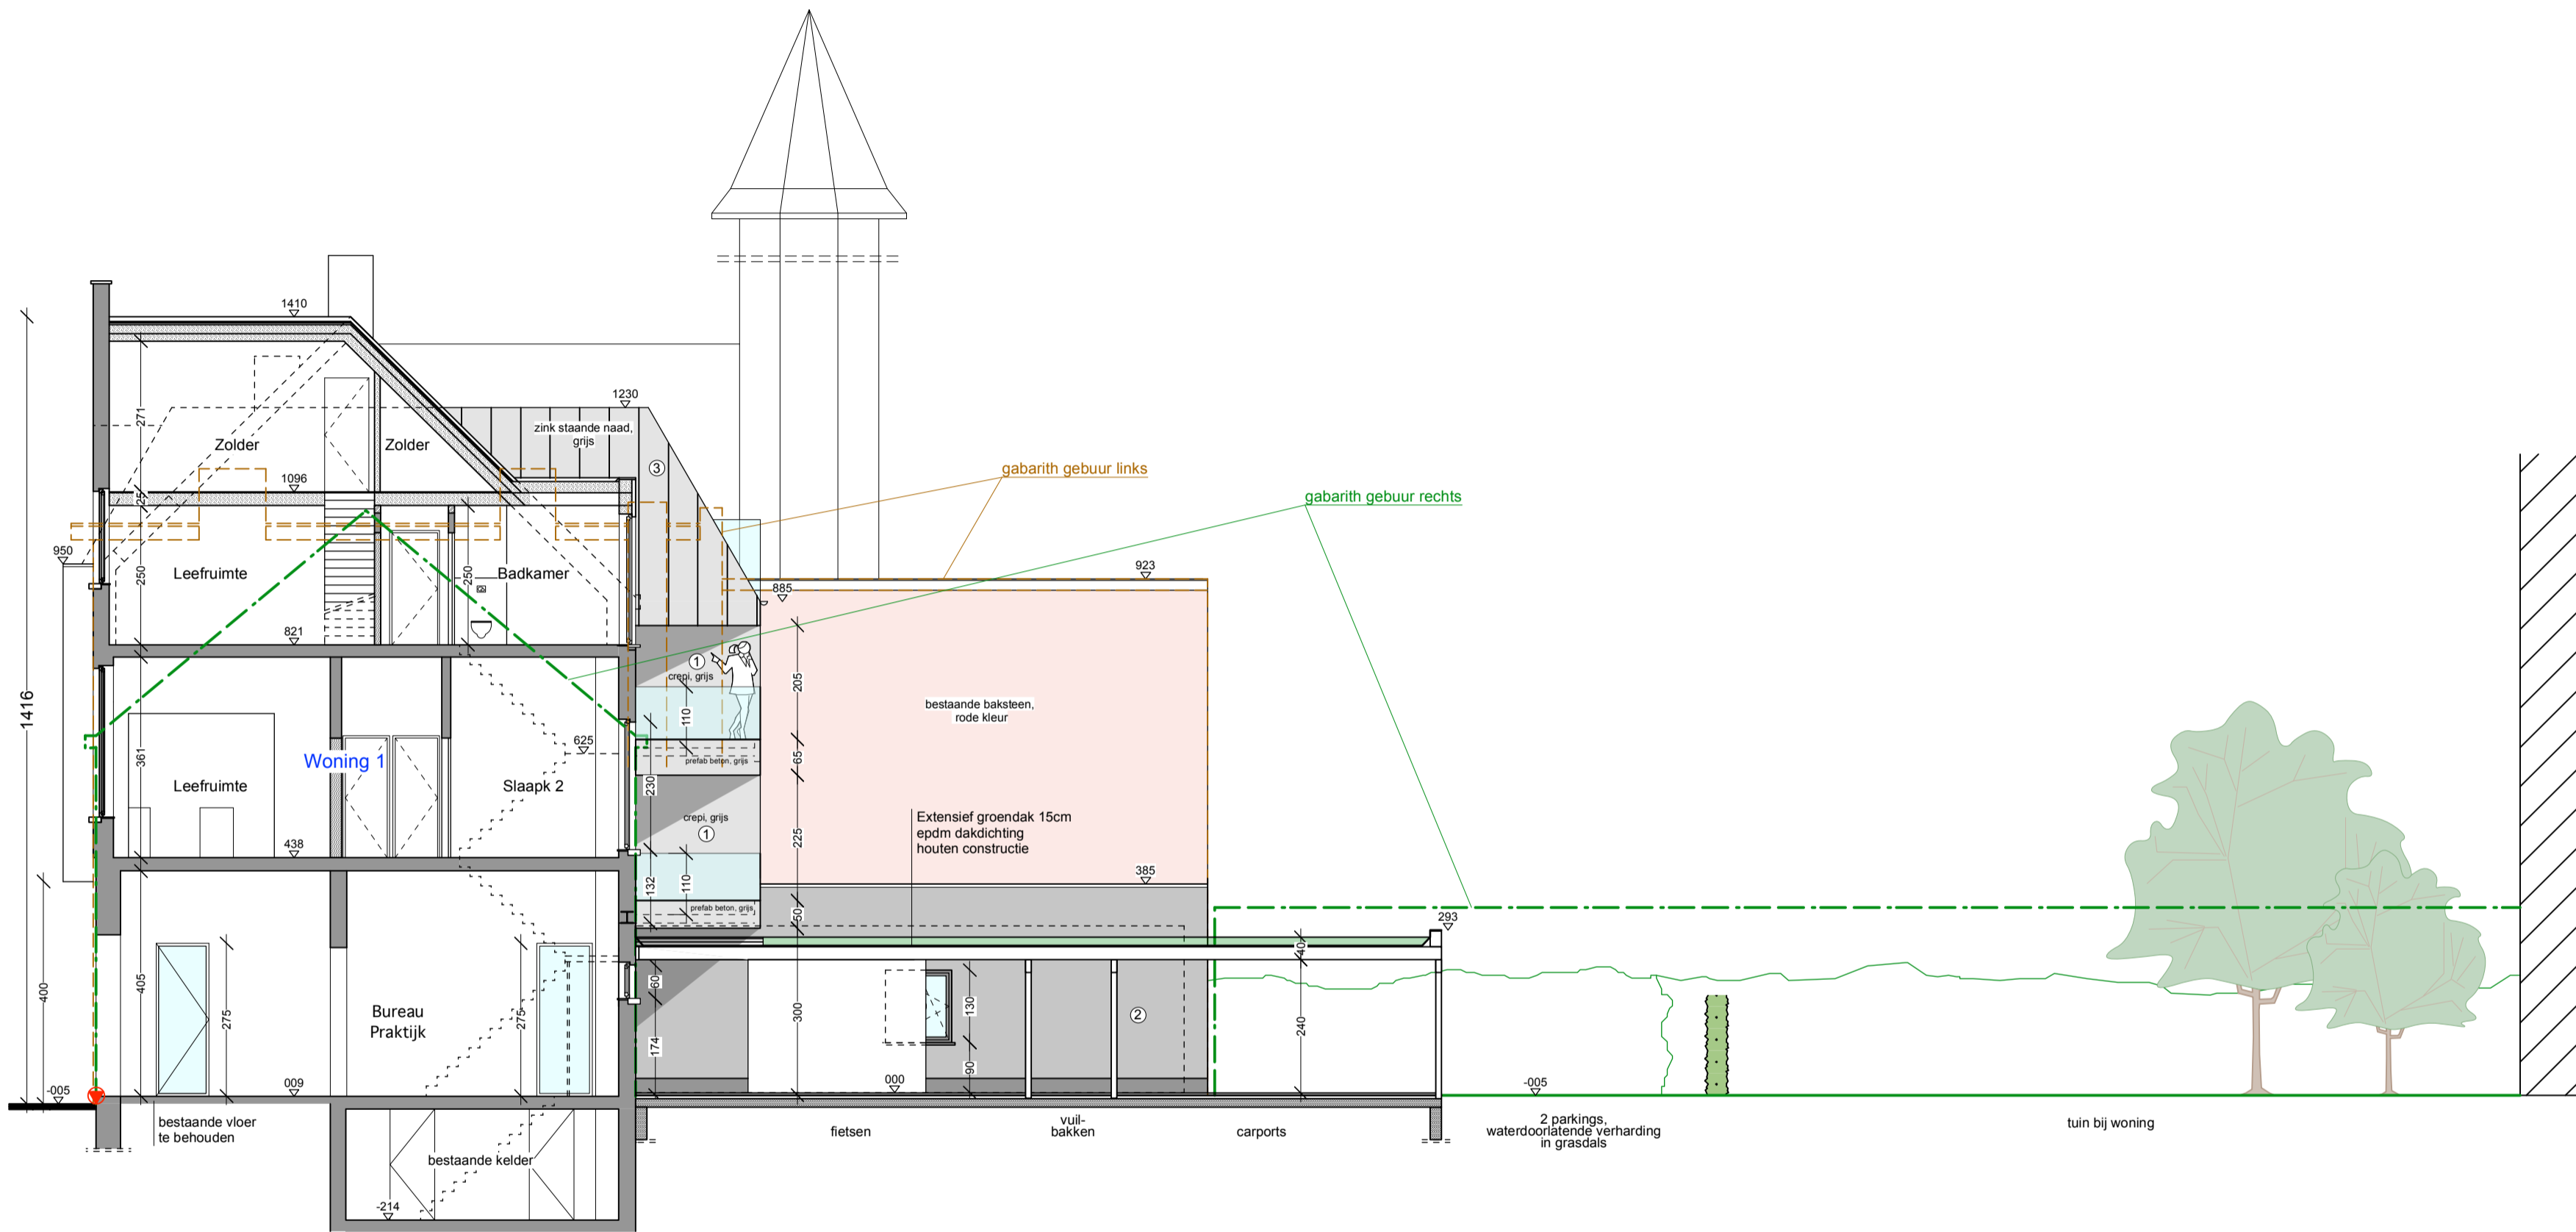 1410
1230
zink staande naad,
grijs
271
Zolder
Zolder
3
gabarith gebuur links
1096
25
gabarith gebuur rechts
950
250
Leefruimte
250
Badkamer
923
885
821
1
crepi, grijs
205
110
bestaande baksteen,
rode kleur
1416
Woning 1
625
361
65
prefab beton, grijs
230
Leefruimte
Slaapk 2
crepi, grijs
1
225
Extensief groendak 15cm
epdm dakdichting
houten constructie
438
385
132
110
prefab beton, grijs
50
293
40
400
405
275
Bureau
Praktijk
275
60
174
300
130
90
2
240
-005
009
000
-005
bestaande vloer
te behouden
fietsen
vuil-
bakken
carports
2 parkings,
waterdoorlatende verharding
in grasdals
tuin bij woning
bestaande kelder
-214